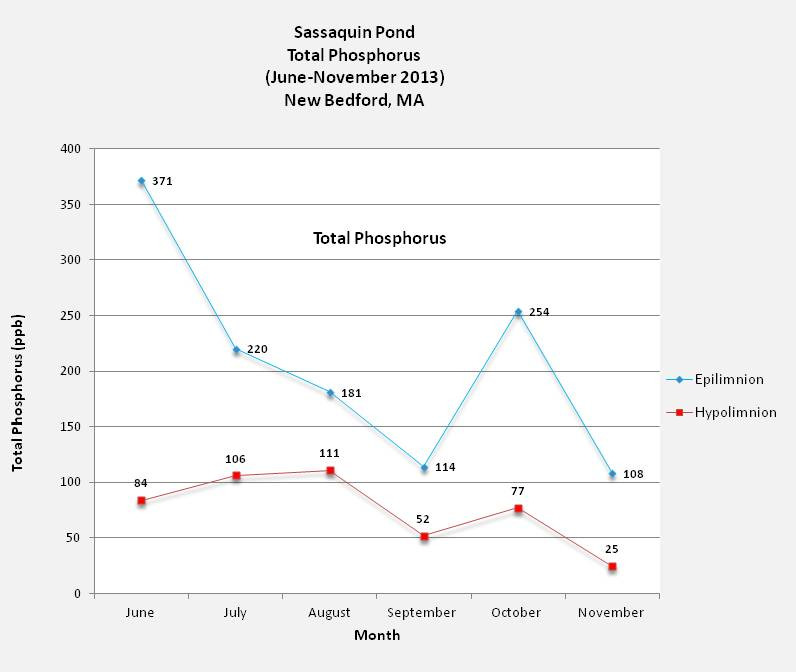 Sassaquin Pond
Total Phosphorus
(June-November 2013)
New Bedford, MA
400
350
300
250
200
150
100
50
0
Total Phosphorus (ppb)
Total Phosphorus
371
220
181
114
254
108
84
106
111
52
77
25
June
July
August
September
October
November
Month
Epilimnion
Hypolimnion